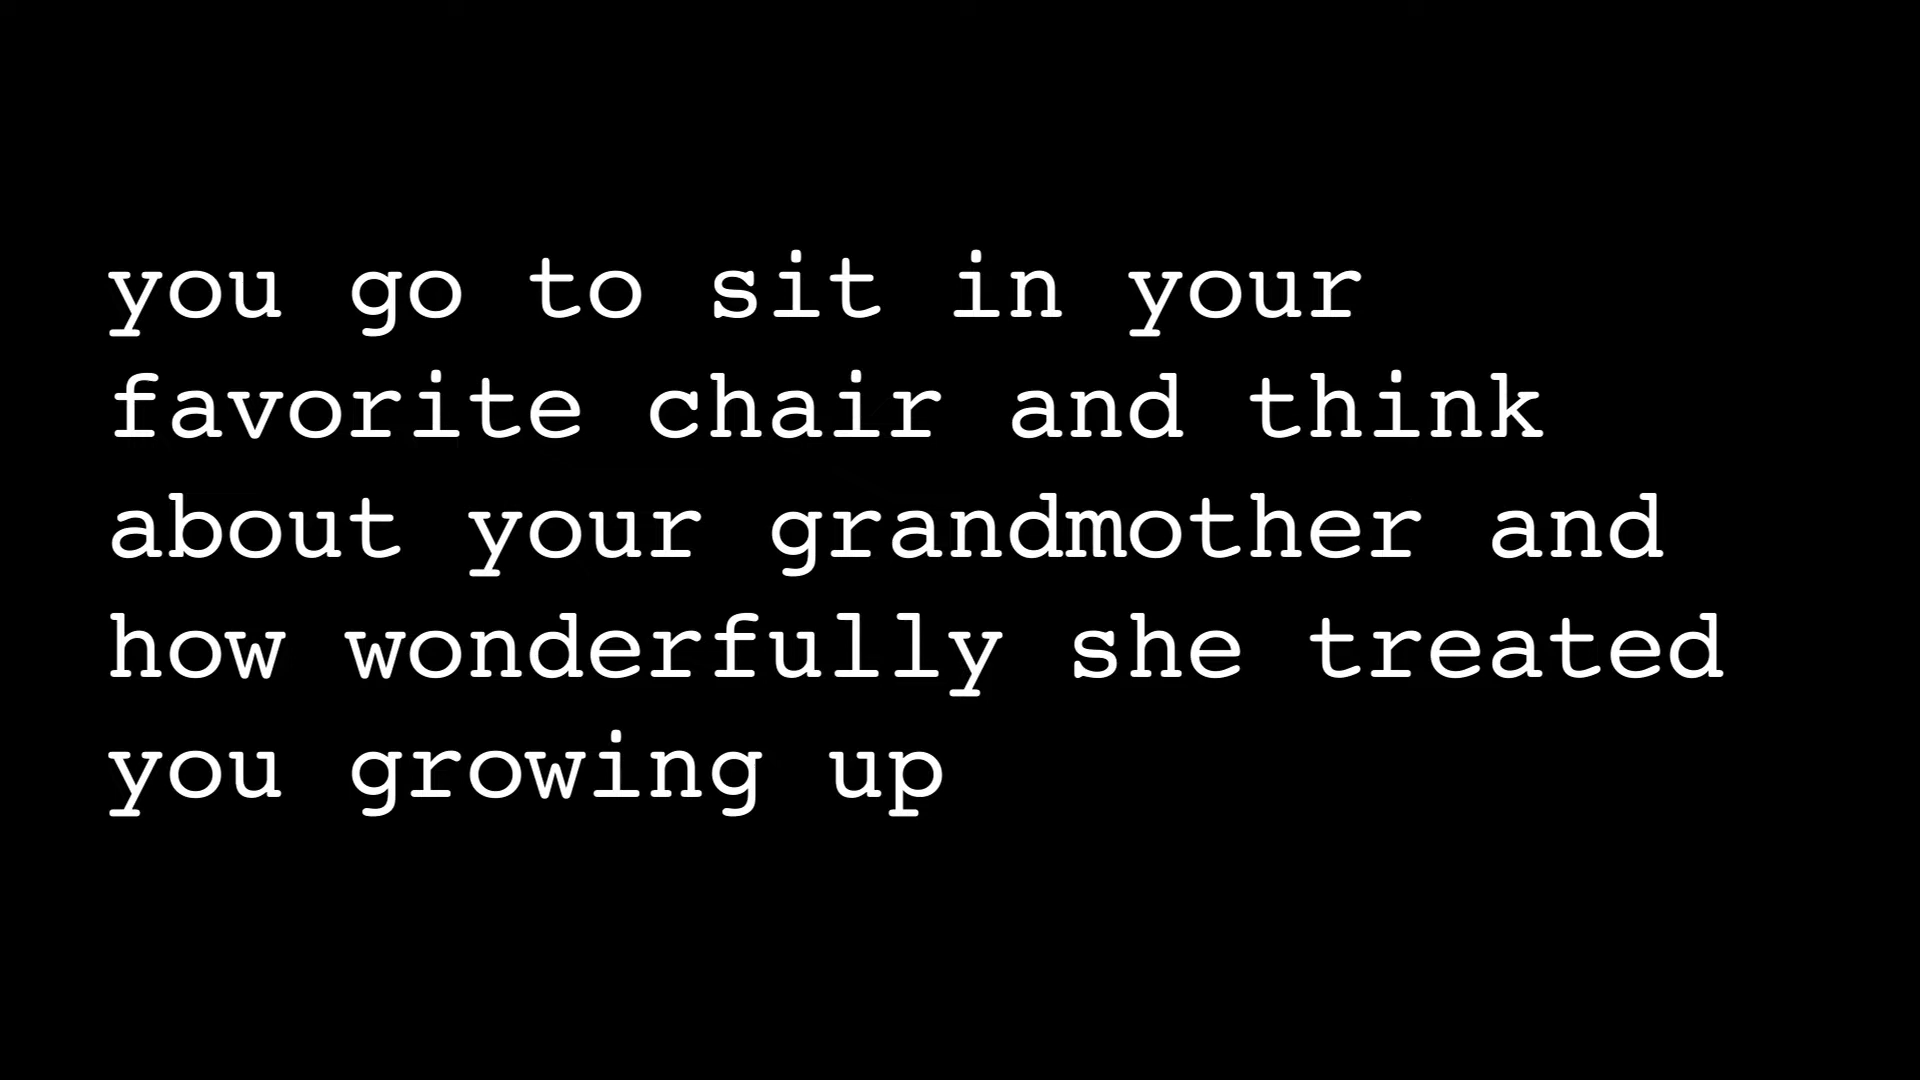 you go to sit in your
favorite chair and think
about your grandmother and
how wonderfully she treated
you growing up